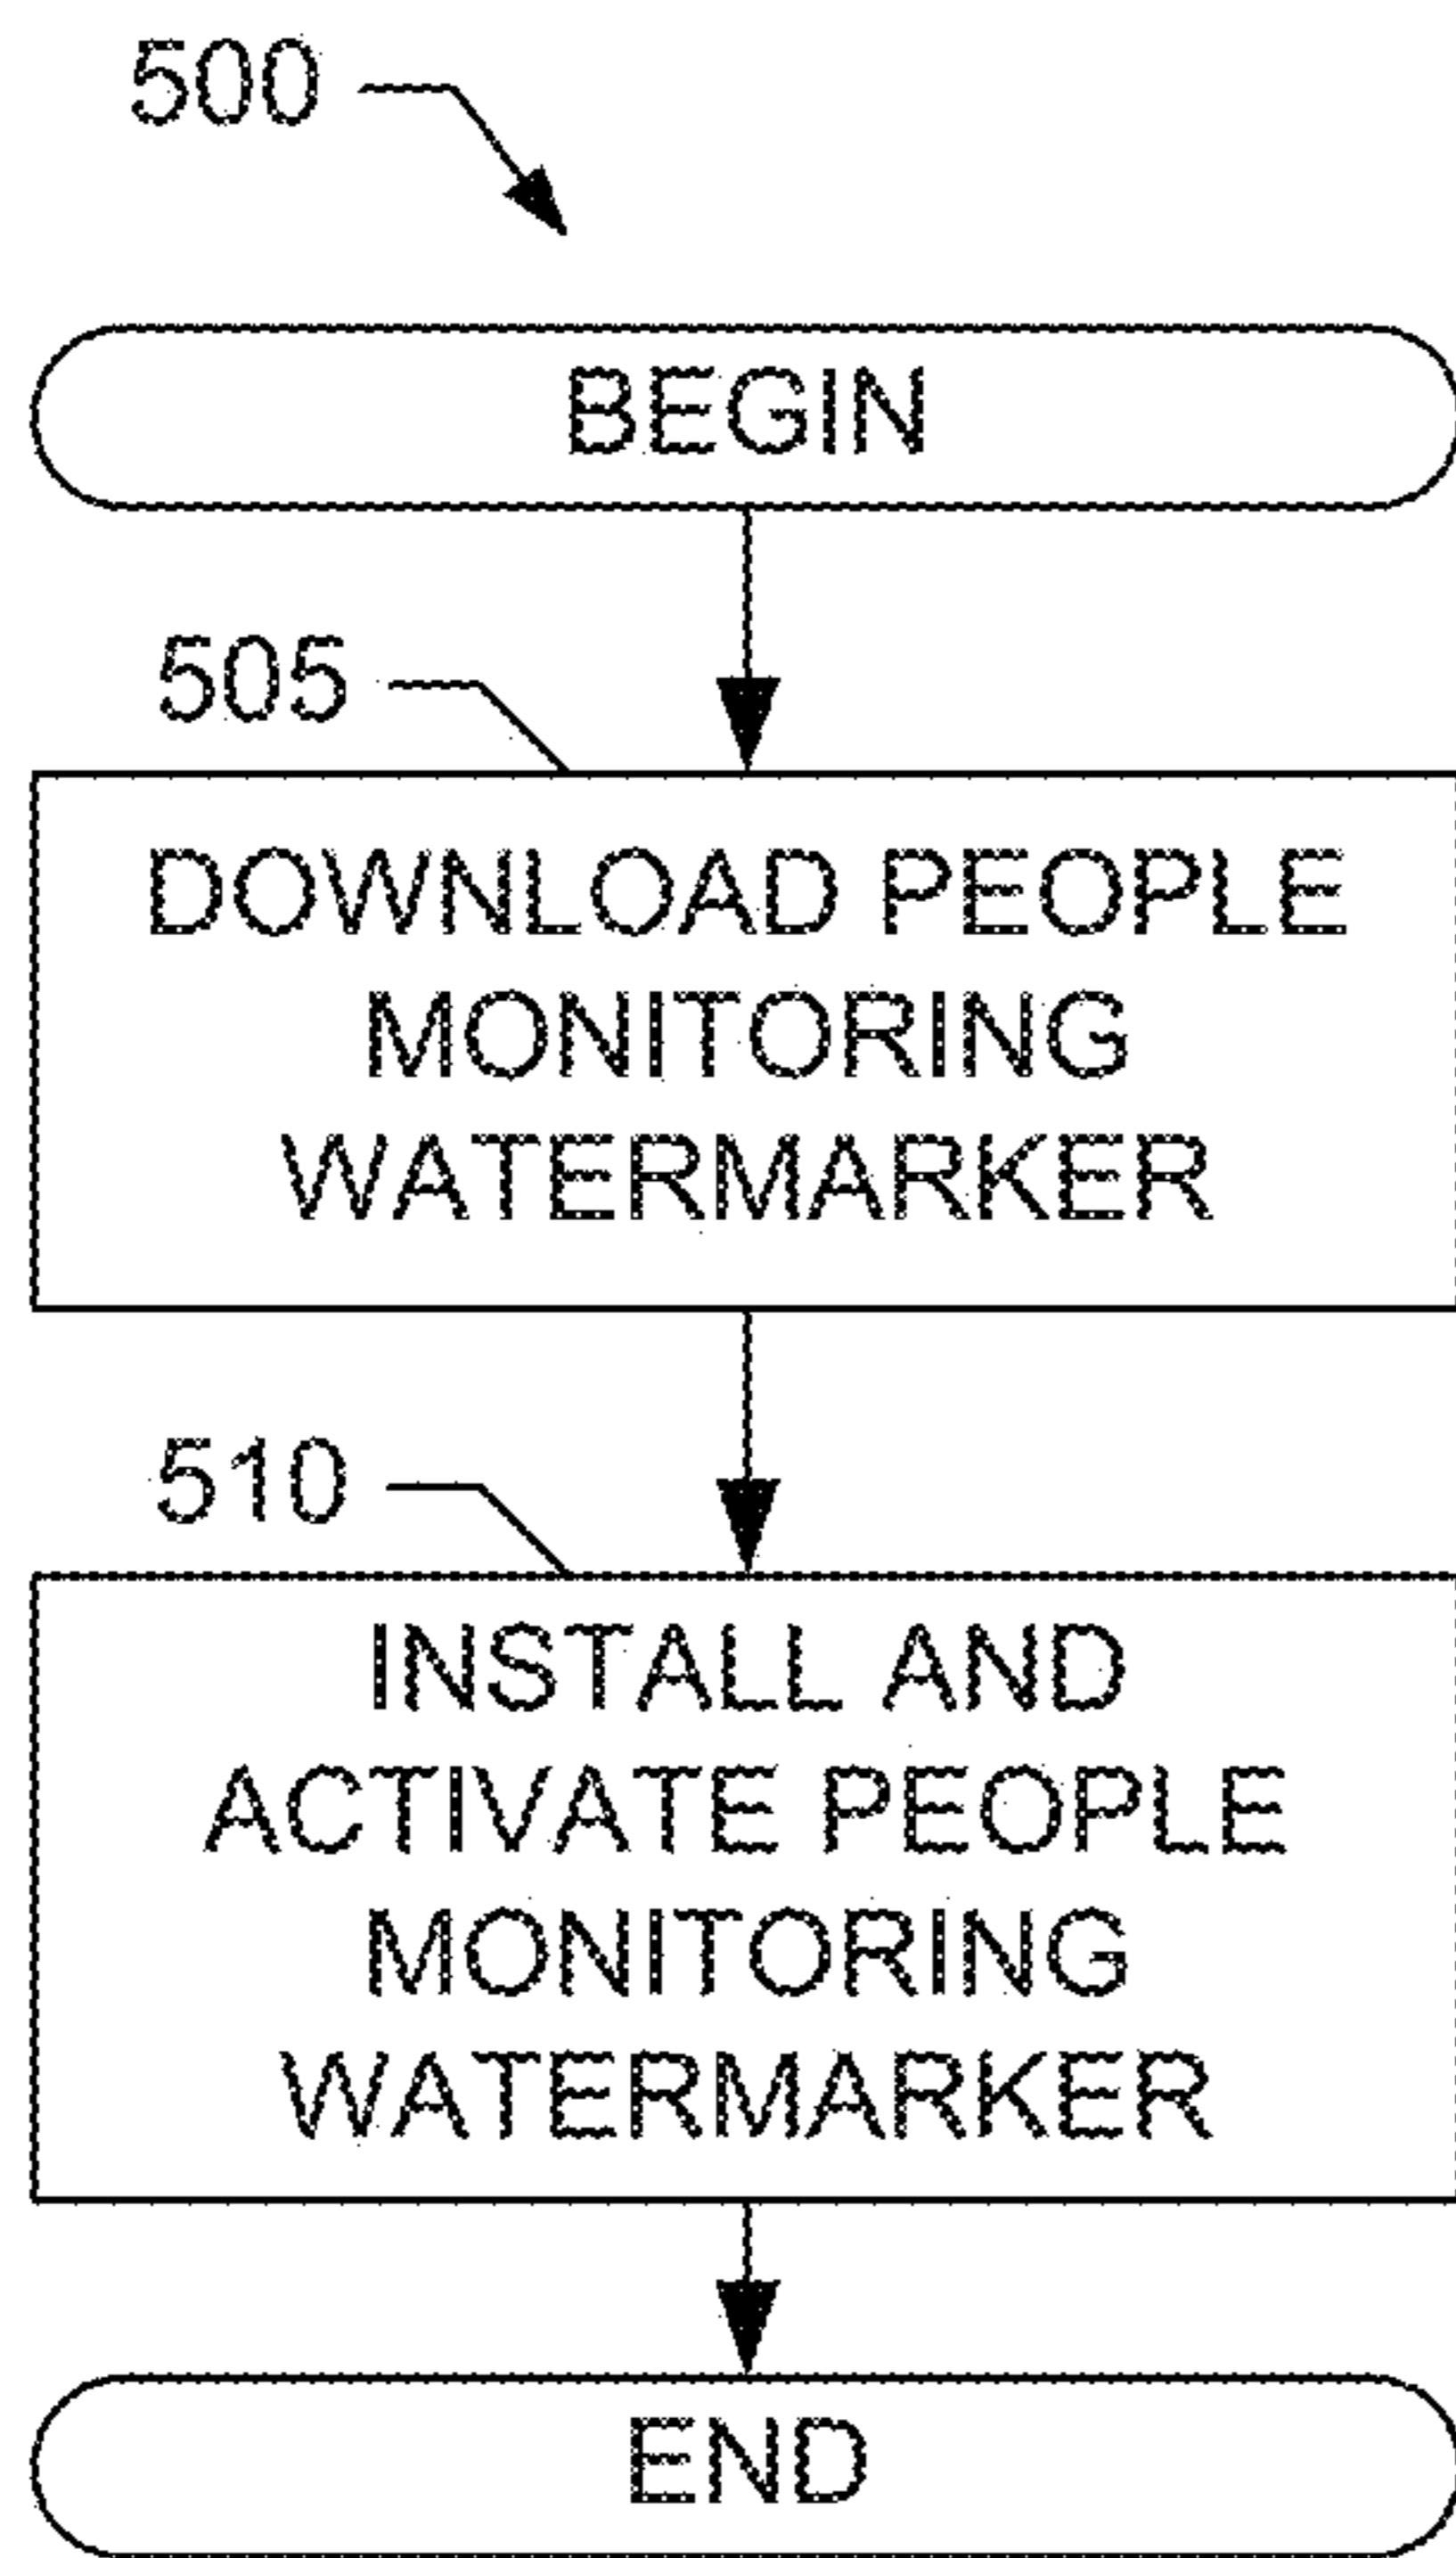 500
BEGIN
505
DOWNLOAD PEOPLE
MONITORING
WATERMARKER
510
INSTALL AND
ACTIVATE PEOPLE
MONITORING
WATERMARKER
END